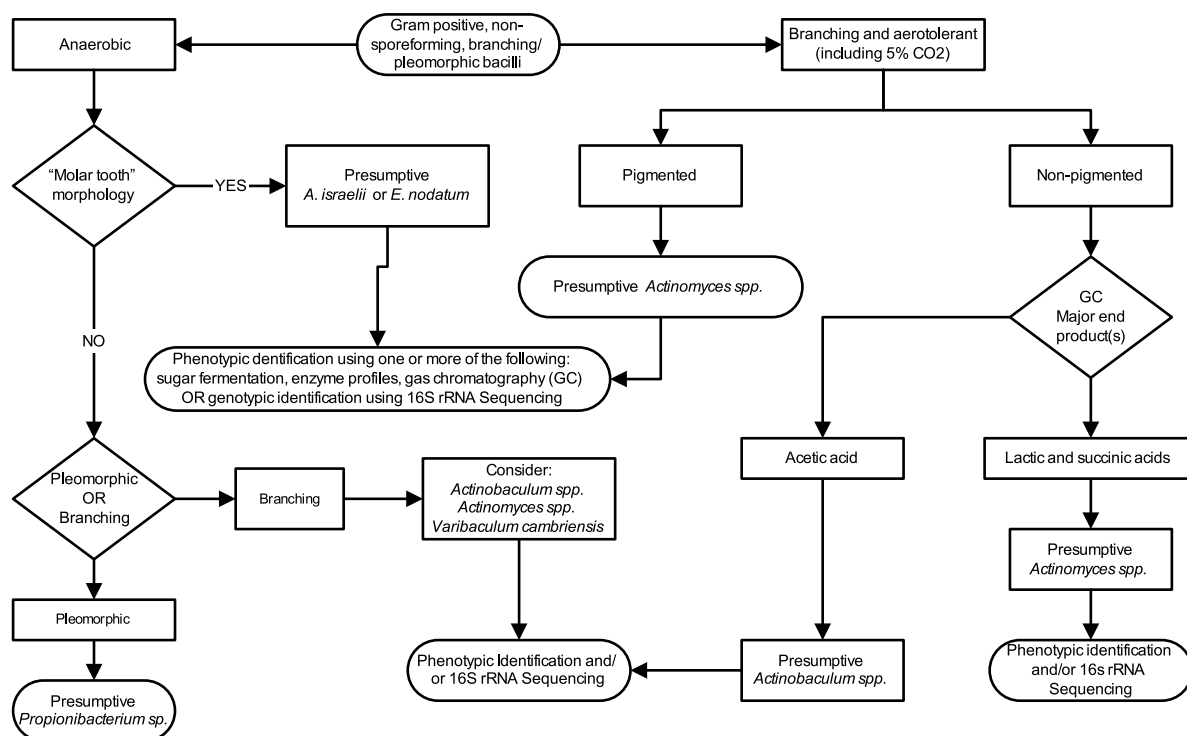 Anaerobic
Gram positive, non-
sporeforming, branching/
pleomorphic bacilli
Branching and aerotolerant
(including 5% CO2)
“Molar tooth”
morphology
YES
Presumptive
A. israelii or E. nodatum
Pigmented
Non-pigmented
Presumptive Actinomyces spp.
GC
Major end
product(s)
NO
Phenotypic dentification using one or more of the following:
sugar fermentation, enzyme profiles, gas chromatography (GC)
OR genotypic identification using 16S rRNA Sequencing
Pleomorphic
OR
Branching
Branching
Consider:
Actinobaculum spp.
Actinomyces spp.
Varibaculum cambriensis
Acetic acid
Lactic and succinic acids
Presumptive
Actinomyces spp.
Pleomorphic
Phenotypic Identification and/
or 16S rRNA Sequencing
Presumptive
Actinobaculum spp.
Phenotypic identification
and/or 16s rRNA
Sequencing
Presumptive
Propionibacterium sp.